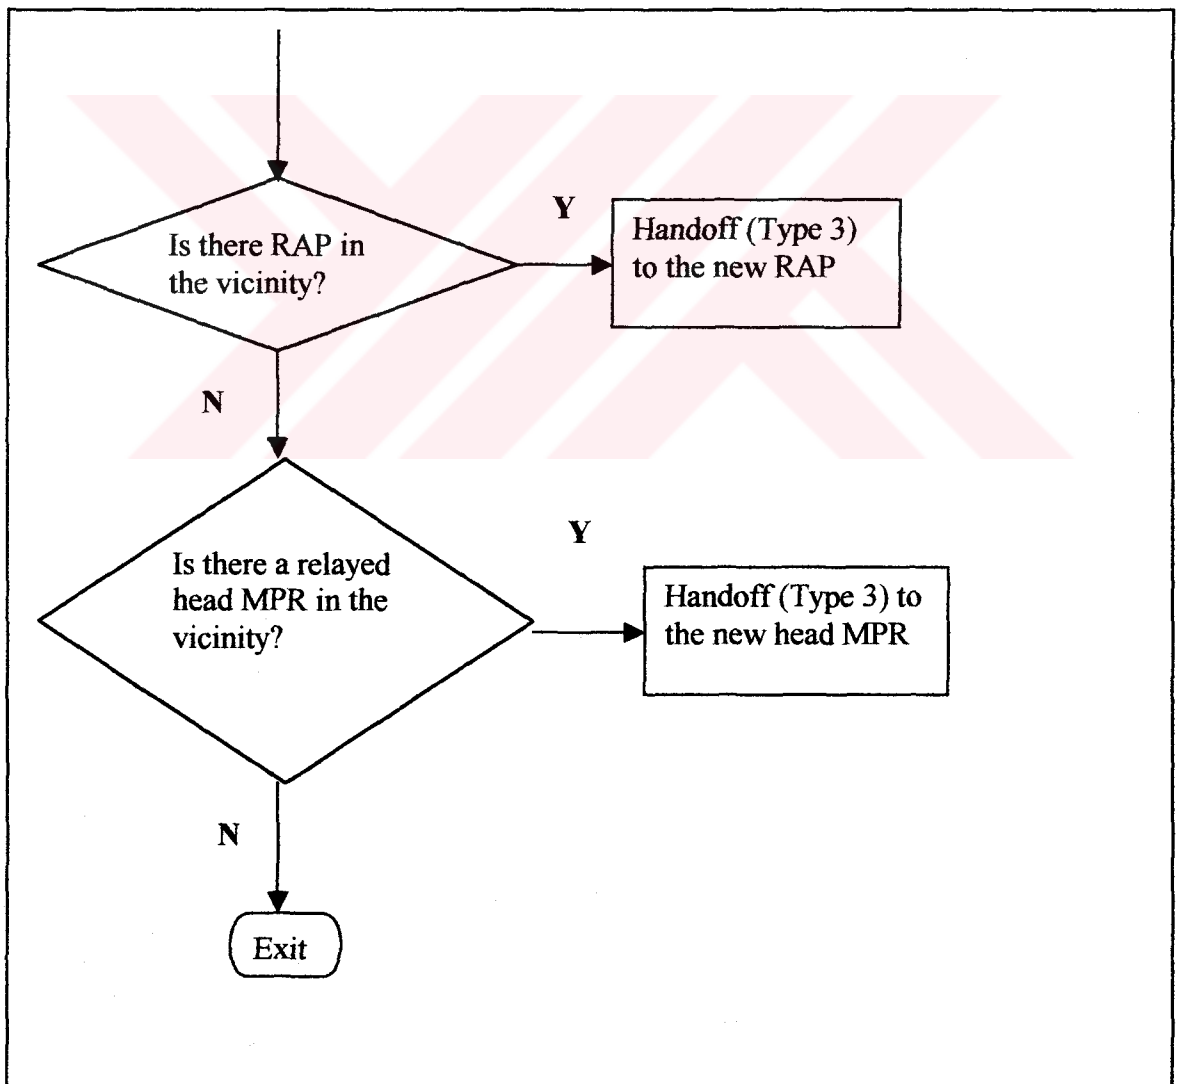 Y
Is there RAP in
the vicinity?
Handoff (Type 3)
to the new RAP
N
Y
Is there a relayed
head MPR in the
vicinity?
Handoff (Type 3) to
the new head MPR
N
Exit